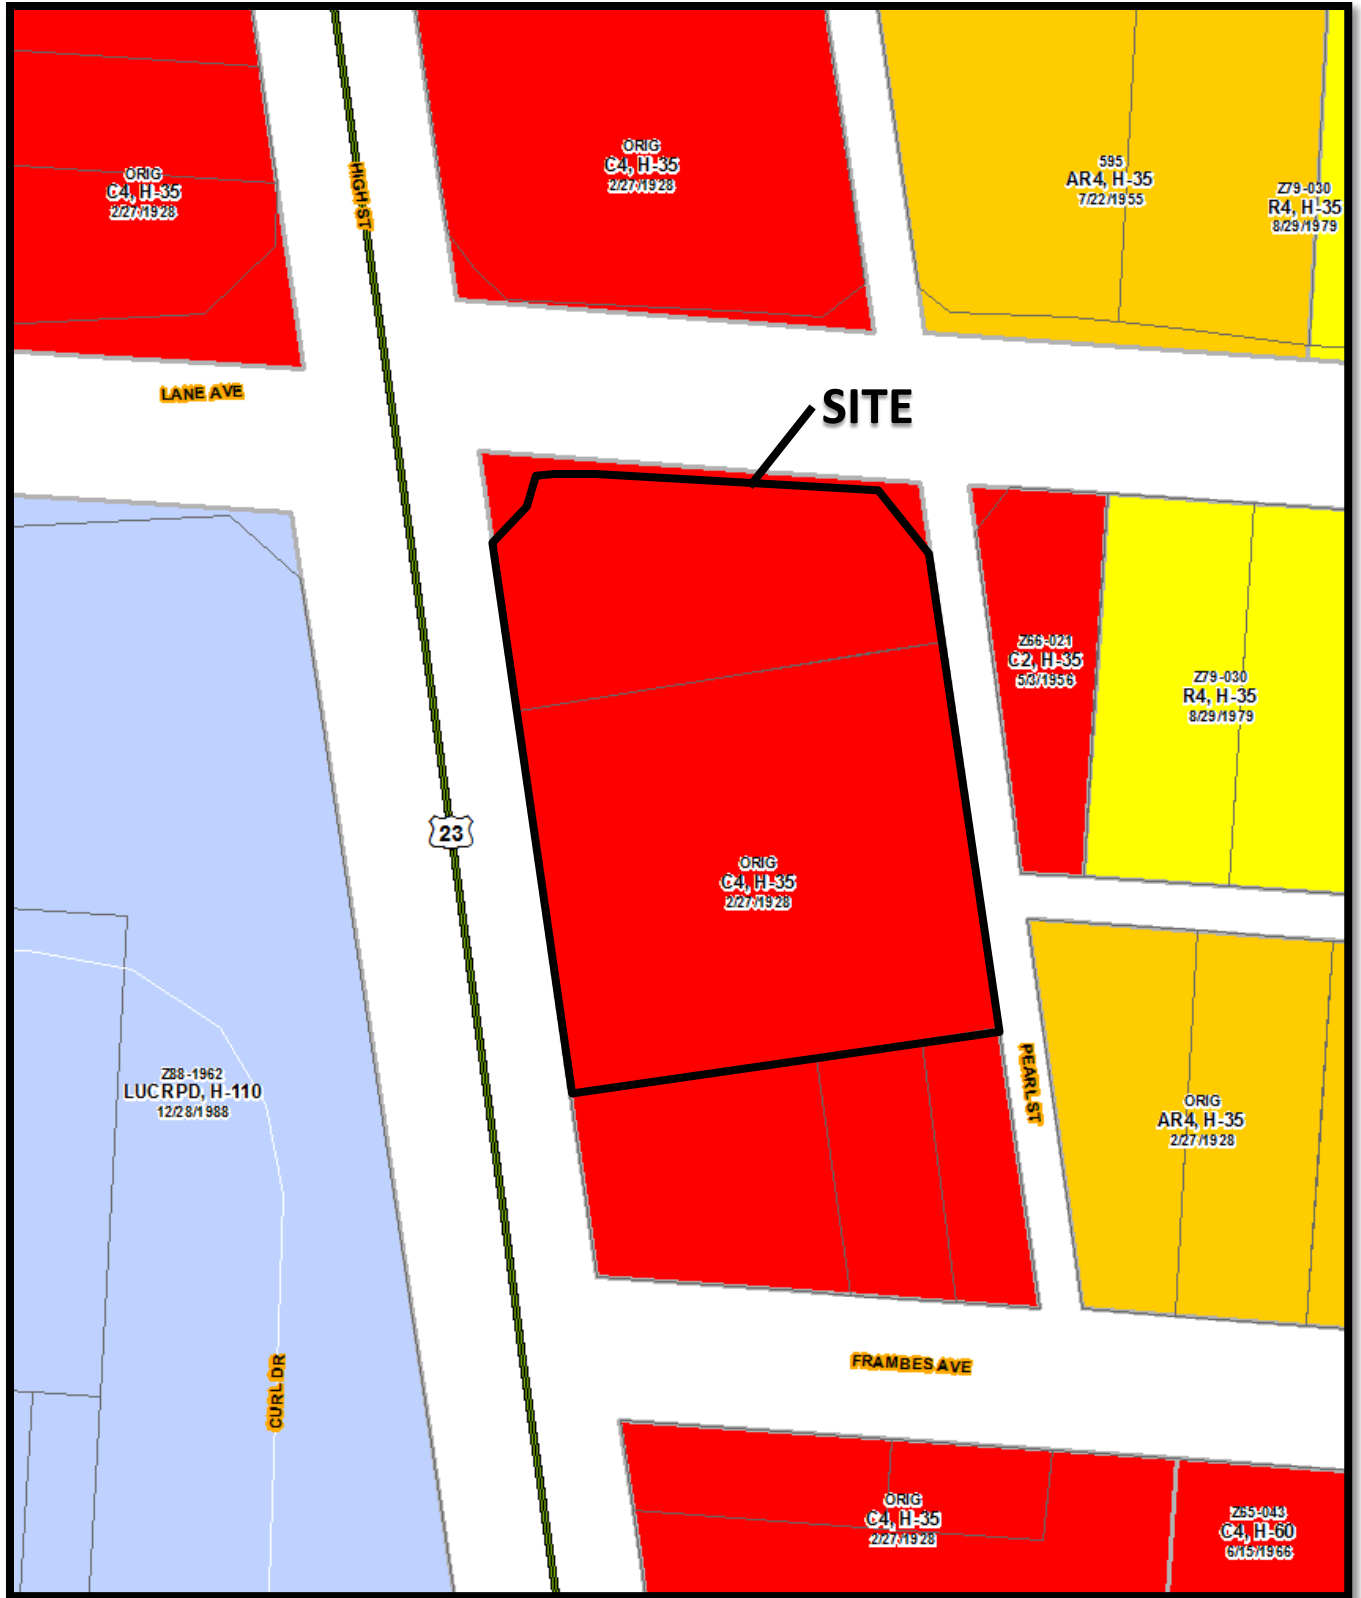 ORIG
C4, H-35
2/27/1928
HIGH ST
ORIG
C4, H-35
2/27/1928
595
AR4, H-35
7/22/1955
Z79-030
R4, H-35
8/29/1979
LANE AVE
SITE
Z66-021
C2, H-35
5/3/1956
Z79-030
R4, H-35
8/29/1979
23
ORIG
C4, H-35
2/27/1928
Z88-1962
LUCRPD, H-110
12/28/1988
PEARL ST
ORIG
AR4, H-35
2/27/1928
CURL DR
FRAMBES AVE
ORIG
C4, H-35
2/27/1928
Z65-043
C4, H-60
6/15/1966